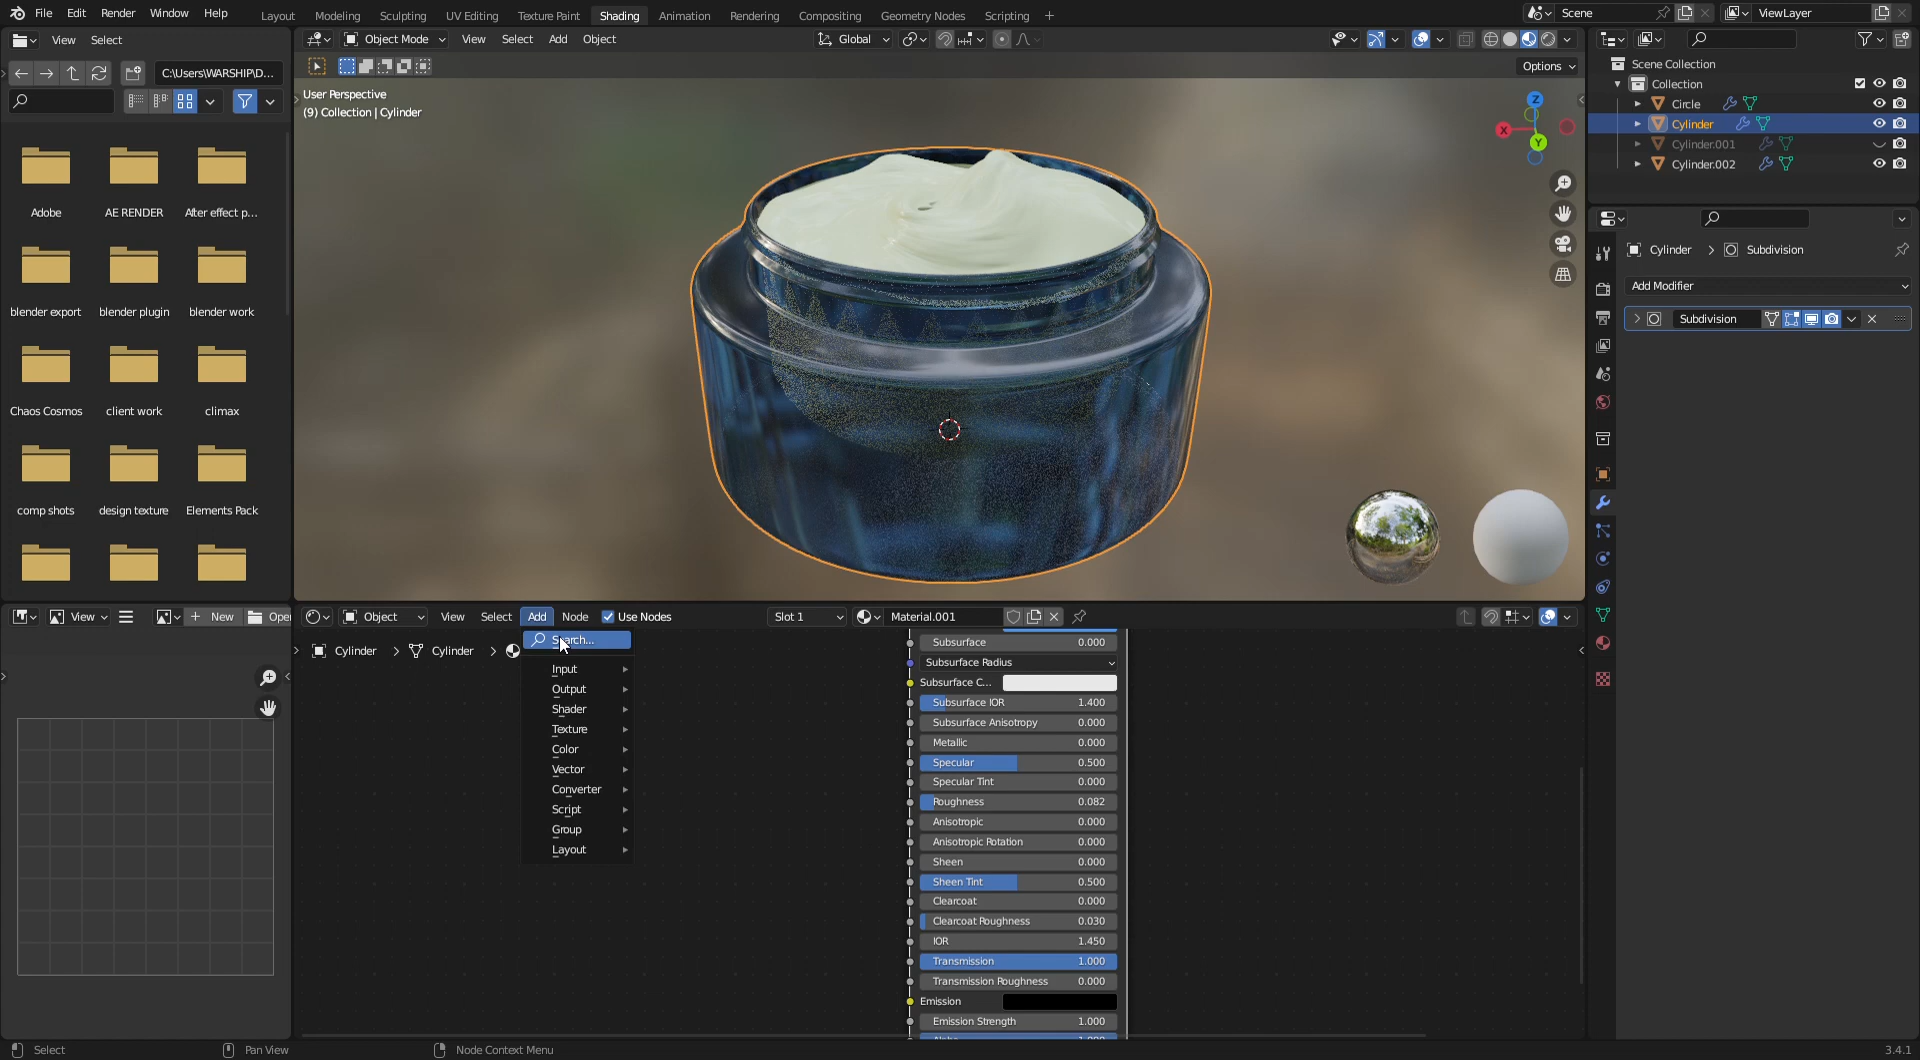 File Edit Render Window Help Layout Modeling Sculpting UV Editing Texture Paint Shading Animation Rendering Compositing Geometry Nodes Scripting + Scene ViewLayer
View Select
Object Mode View Select Add Object Global
C:\Users\WARSHIP\D...
Options
User Perspective
(9) Collection | Cylinder
Z
X
Y
Adobe AE RENDER After effect p...
blender export blender plugin blender work
Chaos Cosmos client work climax
comp shots design texture Elements Pack
Scene Collection
Collection
Circle
Cylinder
Cylinder.001
Cylinder.002
Cylinder > Subdivision
Add Modifier
Subdivision
View + New Open
Object View Select Add Node Use Nodes Slot 1 Material.001
Cylinder > Cylinder >
Search...
Input
Output
Shader
Texture
Color
Vector
Converter
Script
Group
Layout
Subsurface 0.000
Subsurface Radius
Subsurface C...
Subsurface IOR 1.400
Subsurface Anisotropy 0.000
Metallic 0.000
Specular 0.500
Specular Tint 0.000
Roughness 0.082
Anisotropic 0.000
Anisotropic Rotation 0.000
Sheen 0.000
Sheen Tint 0.500
Clearcoat 0.000
Clearcoat Roughness 0.030
IOR 1.450
Transmission 1.000
Transmission Roughness 0.000
Emission
Emission Strength 1.000
Alpha 1.000
Select Pan View Node Context Menu 3.4.1